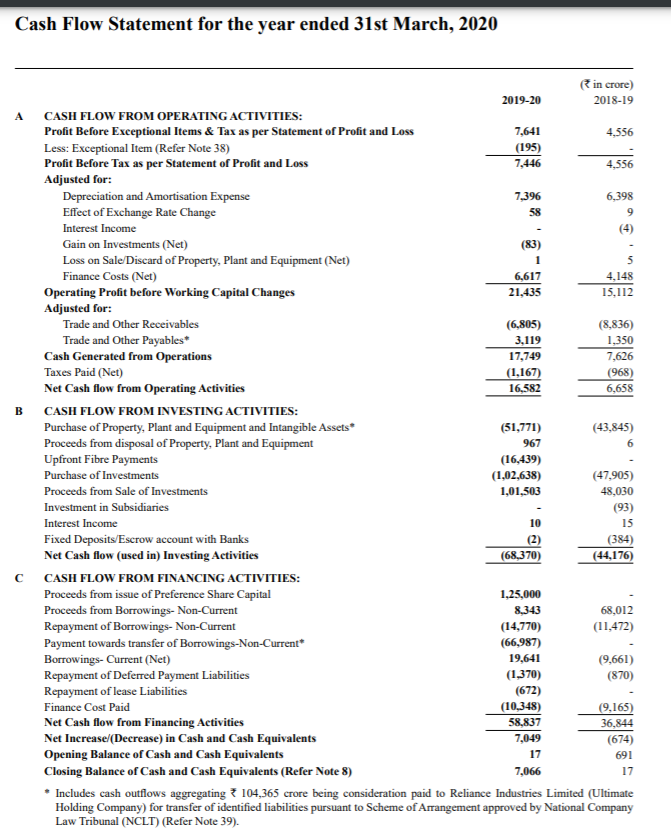 Cash Flow Statement for the year ended 31st March, 2020
(₹ in crore)
2019-20 2018-19
A CASH FLOW FROM OPERATING ACTIVITIES:
Profit Before Exceptional Items & Tax as per Statement of Profit and Loss 7,641 4,556
Less: Exceptional Item (Refer Note 38) (195) -
Profit Before Tax as per Statement of Profit and Loss 7,446 4,556
Adjusted for:
Depreciation and Amortisation Expense 7,396 6,398
Effect of Exchange Rate Change 58 9
Interest Income - (4)
Gain on Investments (Net) (83) -
Loss on Sale/Discard of Property, Plant and Equipment (Net) 1 5
Finance Costs (Net) 6,617 4,148
Operating Profit before Working Capital Changes 21,435 15,112
Adjusted for:
Trade and Other Receivables (6,805) (8,836)
Trade and Other Payables* 3,119 1,350
Cash Generated from Operations 17,749 7,626
Taxes Paid (Net) (1,167) (968)
Net Cash flow from Operating Activities 16,582 6,658
B CASH FLOW FROM INVESTING ACTIVITIES:
Purchase of Property, Plant and Equipment and Intangible Assets* (51,771) (43,845)
Proceeds from disposal of Property, Plant and Equipment 967 6
Upfront Fibre Payments (16,439) -
Purchase of Investments (1,02,638) (47,905)
Proceeds from Sale of Investments 1,01,503 48,030
Investment in Subsidiaries - (93)
Interest Income 10 15
Fixed Deposits/Escrow account with Banks (2) (384)
Net Cash flow (used in) Investing Activities (68,370) (44,176)
C CASH FLOW FROM FINANCING ACTIVITIES:
Proceeds from issue of Preference Share Capital 1,25,000 -
Proceeds from Borrowings- Non-Current 8,343 68,012
Repayment of Borrowings- Non-Current (14,770) (11,472)
Payment towards transfer of Borrowings-Non-Current* (66,987) -
Borrowings- Current (Net) 19,641 (9,661)
Repayment of Deferred Payment Liabilities (1,370) (870)
Repayment of lease Liabilities (672) -
Finance Cost Paid (10,348) (9,165)
Net Cash flow from Financing Activities 58,837 36,844
Net Increase/(Decrease) in Cash and Cash Equivalents 7,049 (674)
Opening Balance of Cash and Cash Equivalents 17 691
Closing Balance of Cash and Cash Equivalents (Refer Note 8) 7,066 17
* Includes cash outflows aggregating ₹ 104,365 crore being consideration paid to Reliance Industries Limited (Ultimate
Holding Company) for transfer of identified liabilities pursuant to Scheme of Arrangement approved by National Company
Law Tribunal (NCLT) (Refer Note 39).